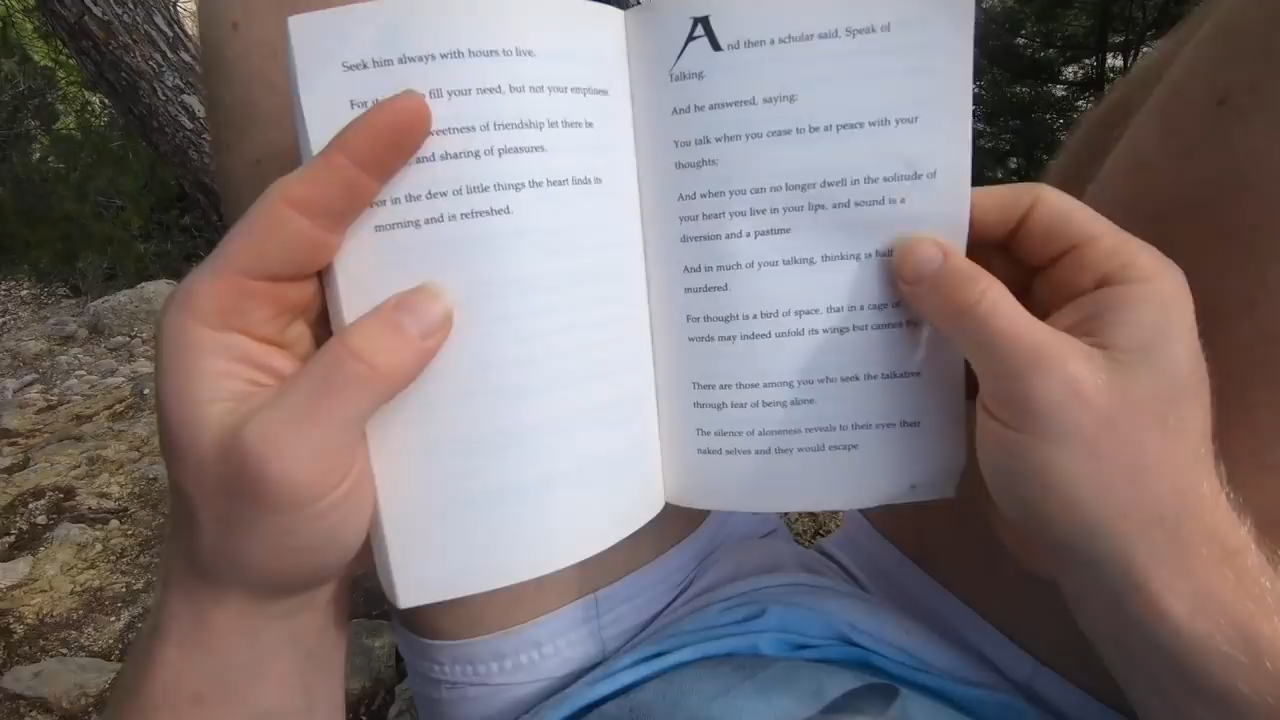 Seek him always with hours to live.
For fill your need, but not your emptiness.
of friendship let there be
and sharing of pleasures.
in the dew of little things the heart finds its
morning and is refreshed.
And then a scholar said, Speak of
Talking.
And he answered, saying:
You talk when you cease to be at peace with your
thoughts;
And when you can no longer dwell in the solitude of
your heart you live in your lips, and sound is a
diversion and a pastime
And in much of your talking, thinking is half
murdered.
For thought is a bird of space, that in a cage of
words may indeed unfold its wings but cannot
There are those among you who seek the talkative
through fear of being alone.
The silence of aloneness reveals to their eyes their
naked selves and they would escape